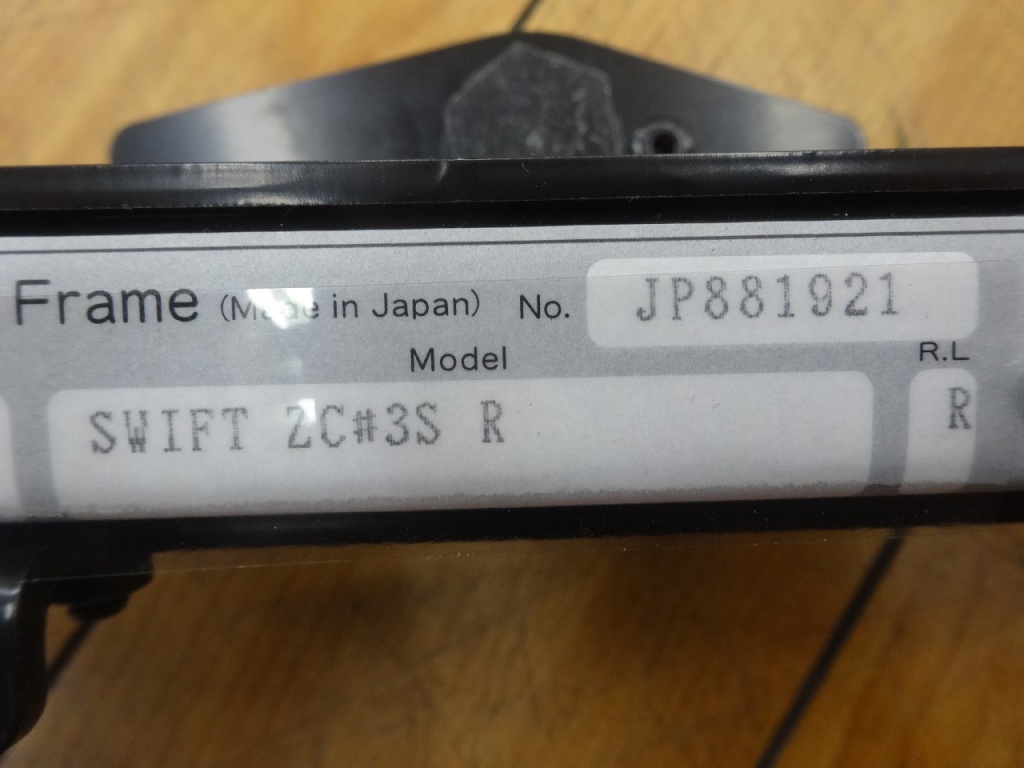 Frame (Made in Japan) No. JP881921
Model R.L
SWIFT ZC#3S R R